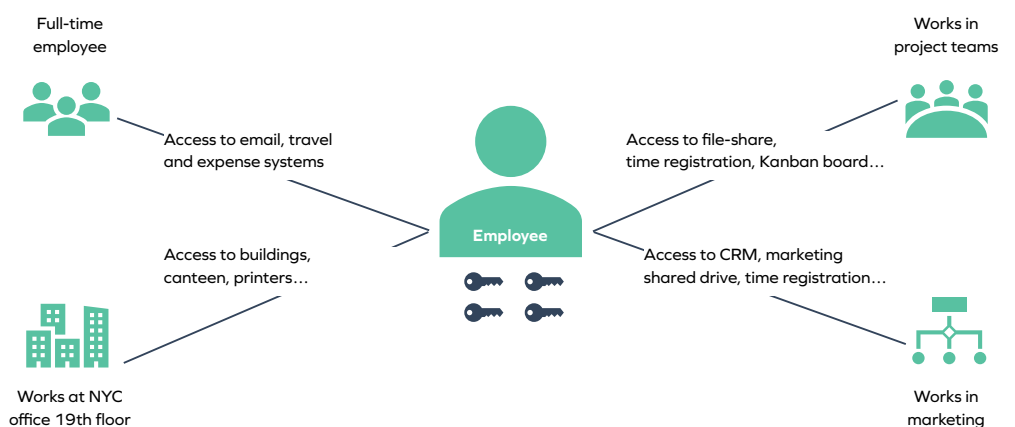 Full-time
employee
Works in
project teams
Access to email, travel
and expense systems
Access to file-share,
time registration, Kanban board...
Employee
Access to buildings,
canteen, printers...
Access to CRM, marketing
shared drive, time registration...
Works at NYC
office 19th floor
Works in
marketing